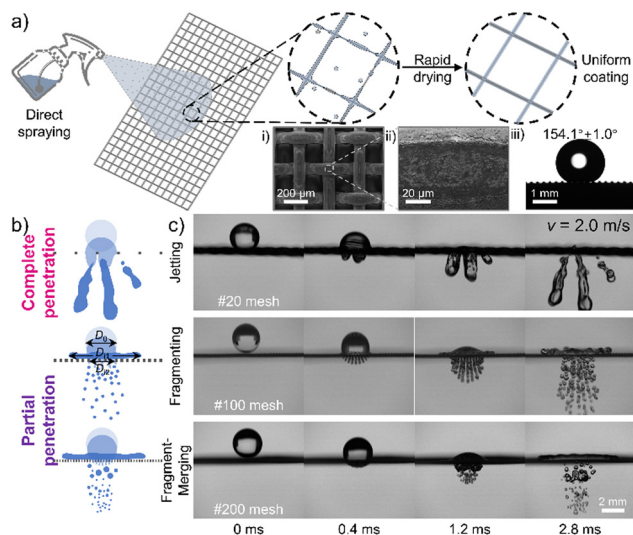 a)
Direct
spraying
Rapid
drying
Uniform
coating
i)
200 µm
ii)
20 µm
iii)
154.1°+1.0°
1 mm
b)
Complete
penetration
Partial
penetration
D0
Dj1
Dj2
c)
v = 2.0 m/s
Jetting
#20 mesh
Fragmenting
#100 mesh
Fragment-
Merging
#200 mesh
2 mm
0 ms
0.4 ms
1.2 ms
2.8 ms